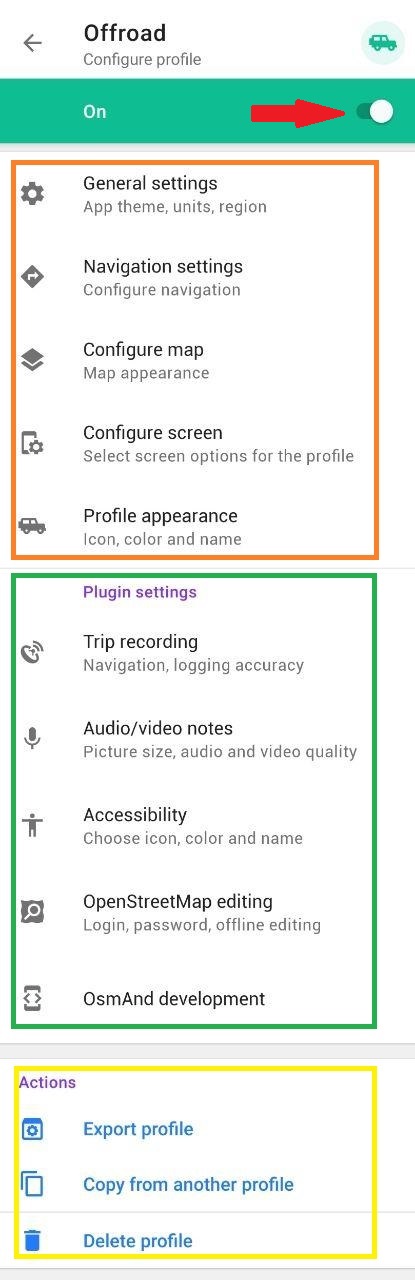 Offroad
Configure profile
On
General settings
App theme, units, region
Navigation settings
Configure navigation
Configure map
Map appearance
Configure screen
Select screen options for the profile
Profile appearance
Icon, color and name
Plugin settings
Trip recording
Navigation, logging accuracy
Audio/video notes
Picture size, audio and video quality
Accessibility
Choose icon, color and name
OpenStreetMap editing
Login, password, offline editing
OsmAnd development
Actions
Export profile
Copy from another profile
Delete profile